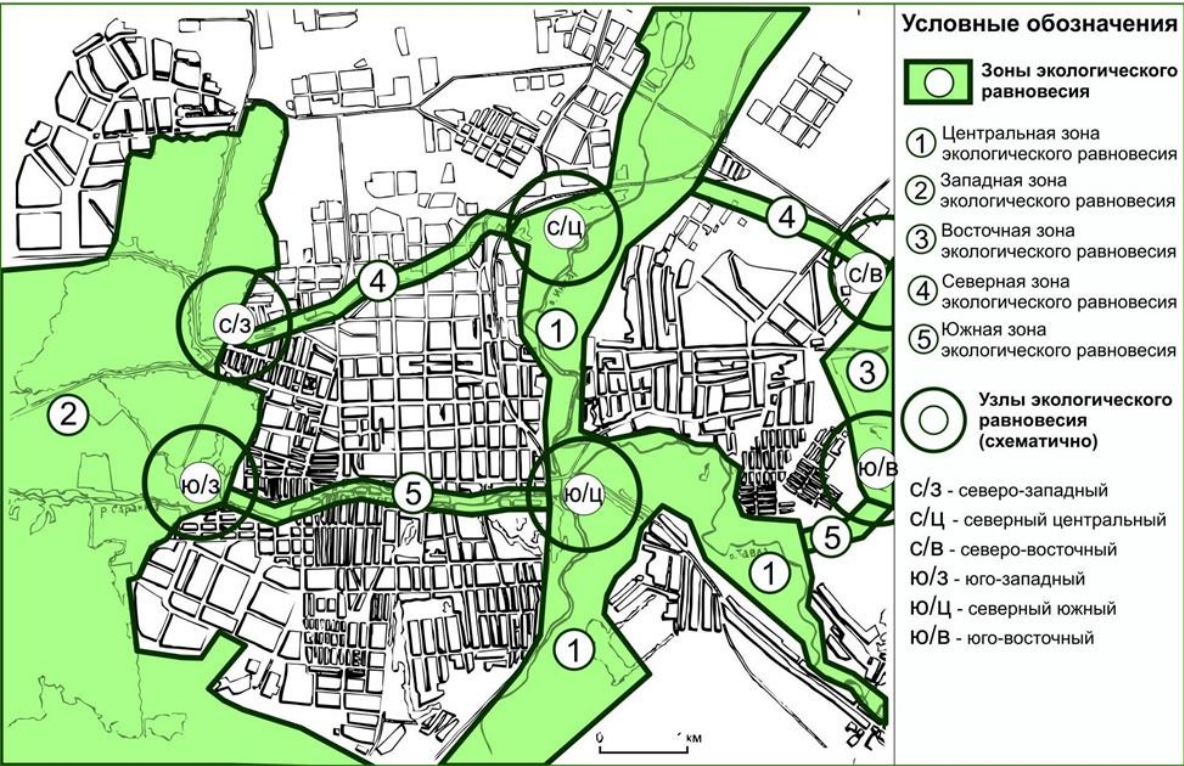 Условные обозначения
Зоны экологического
равновесия
1 Центральная зона
экологического равновесия
2 Западная зона
экологического равновесия
3 Восточная зона
экологического равновесия
4 Северная зона
экологического равновесия
5 Южная зона
экологического равновесия
Узлы экологического
равновесия
(схематично)
с/з - северо-западный
с/ц - северный центральный
с/в - северо-восточный
ю/з - юго-западный
ю/ц - северный южный
ю/в - юго-восточный
4
с/ц
с/в
4
с/з
1
3
2
ю/в
ю/з
5
ю/ц
5
р. Тавла
1
1
км